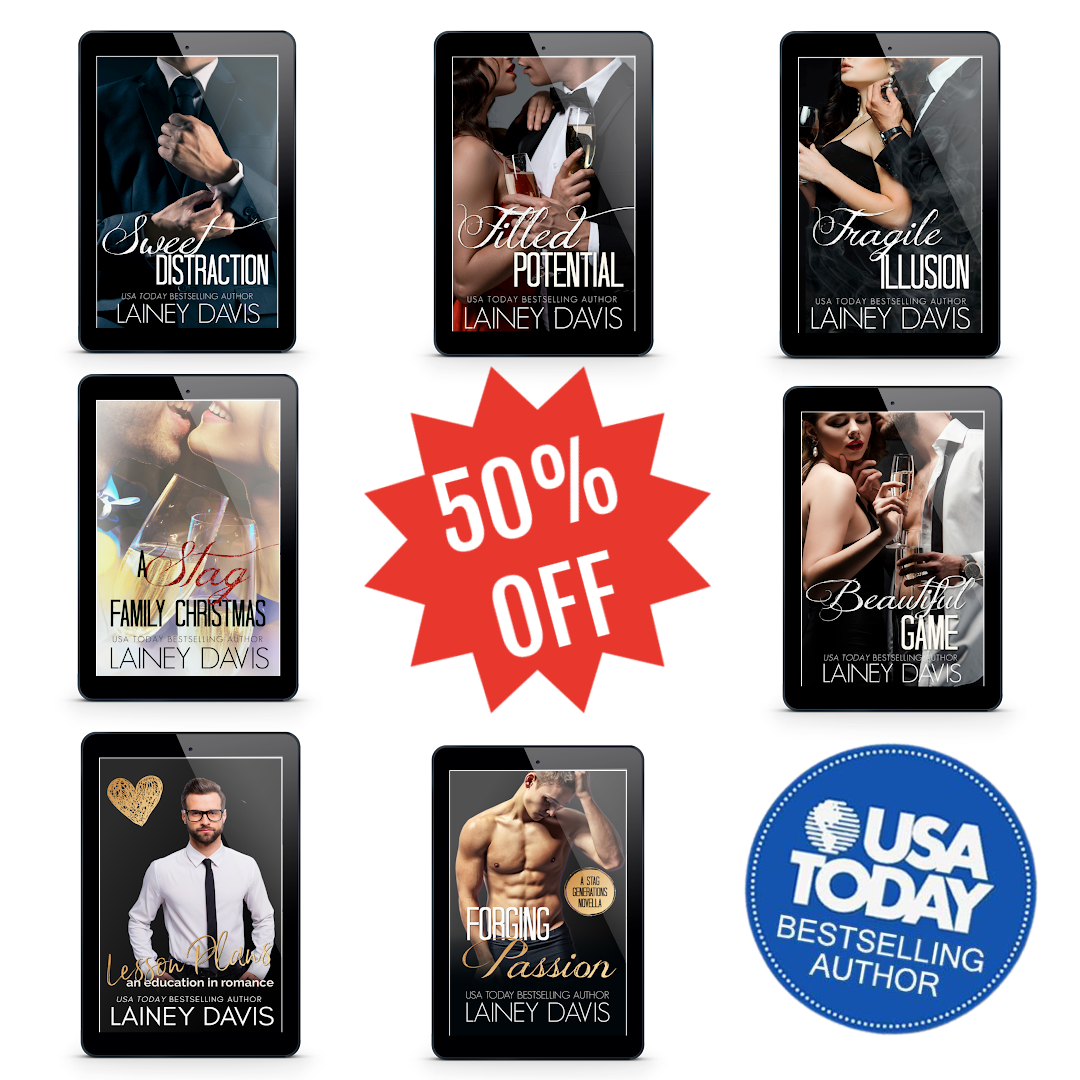 Sweet
DISTRACTION
USA TODAY BESTSELLING AUTHOR
LAINEY DAVIS
Filled
POTENTIAL
USA TODAY BESTSELLING AUTHOR
LAINEY DAVIS
Fragile
ILLUSION
USA TODAY BESTSELLING AUTHOR
LAINEY DAVIS
A Stag
FAMILY CHRISTMAS
USA TODAY BESTSELLING AUTHOR
LAINEY DAVIS
50%
OFF
Beautiful
GAME
USA TODAY BESTSELLING AUTHOR
LAINEY DAVIS
Lesson Plans
an education in romance
USA TODAY BESTSELLING AUTHOR
LAINEY DAVIS
A STAG
GENERATIONS
NOVELLA
FORGING
Passion
USA TODAY BESTSELLING AUTHOR
LAINEY DAVIS
USA
TODAY
BESTSELLING
AUTHOR